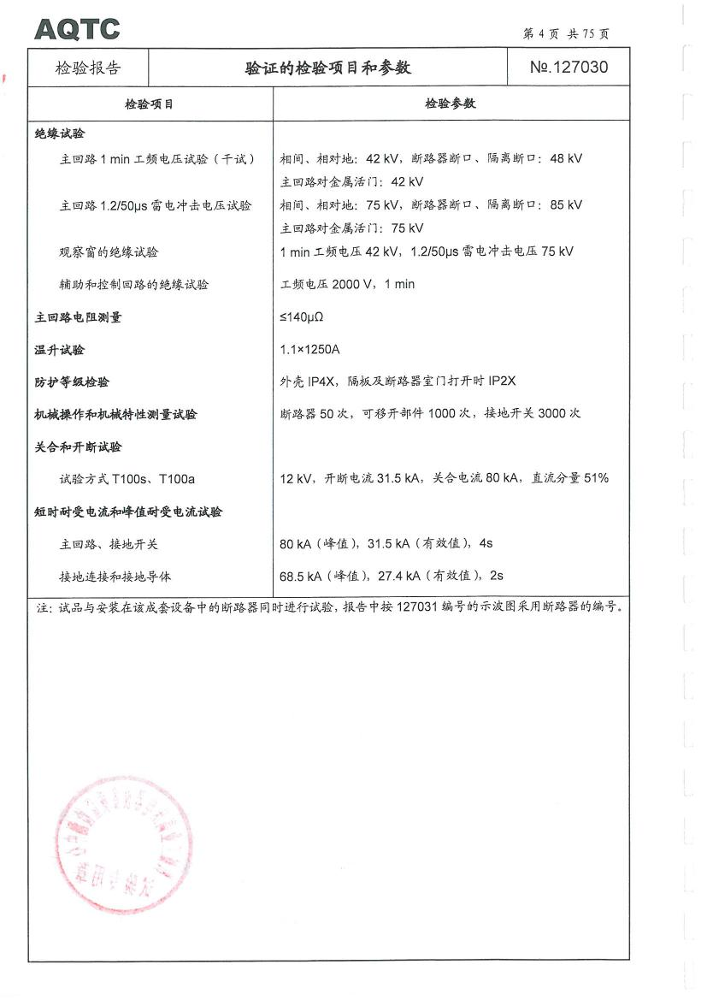 AQTC
第 4 页 共 75 页
检验报告
验证的检验项目和参数
№.127030
检验项目
检验参数
绝缘试验
主回路 1 min 工频电压试验（干试）
相间、相对地：42 kV，断路器断口、隔离断口：48 kV
主回路对金属活门：42 kV
主回路 1.2/50μs 雷电冲击电压试验
相间、相对地：75 kV，断路器断口、隔离断口：85 kV
主回路对金属活门：75 kV
观察窗的绝缘试验
1 min 工频电压 42 kV，1.2/50μs 雷电冲击电压 75 kV
辅助和控制回路的绝缘试验
工频电压 2000 V，1 min
主回路电阻测量
≤140μΩ
温升试验
1.1×1250A
防护等级检验
外壳 IP4X，隔板及断路器室门打开时 IP2X
机械操作和机械特性测量试验
断路器 50 次，可移开部件 1000 次，接地开关 3000 次
关合和开断试验
试验方式 T100s、T100a
12 kV，开断电流 31.5 kA，关合电流 80 kA，直流分量 51%
短时耐受电流和峰值耐受电流试验
主回路、接地开关
80 kA（峰值），31.5 kA（有效值），4s
接地连接和接地导体
68.5 kA（峰值），27.4 kA（有效值），2s
注：试品与安装在该成套设备中的断路器同时进行试验，报告中按 127031 编号的示波图采用断路器的编号。